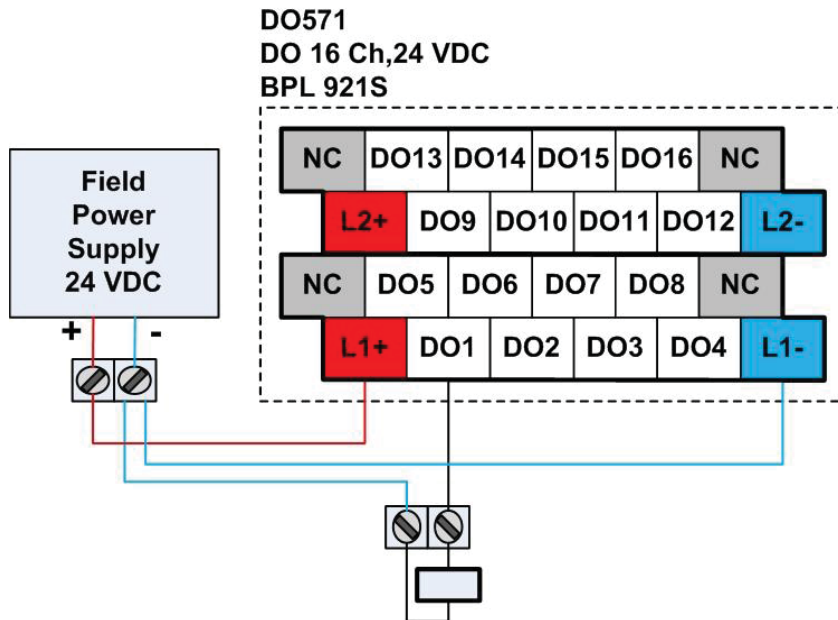 DO571
DO 16 Ch,24 VDC
BPL 921S
Field
Power
Supply
24 VDC
+ -
NC DO13 DO14 DO15 DO16 NC
L2+ DO9 DO10 DO11 DO12 L2-
NC DO5 DO6 DO7 DO8 NC
L1+ DO1 DO2 DO3 DO4 L1-